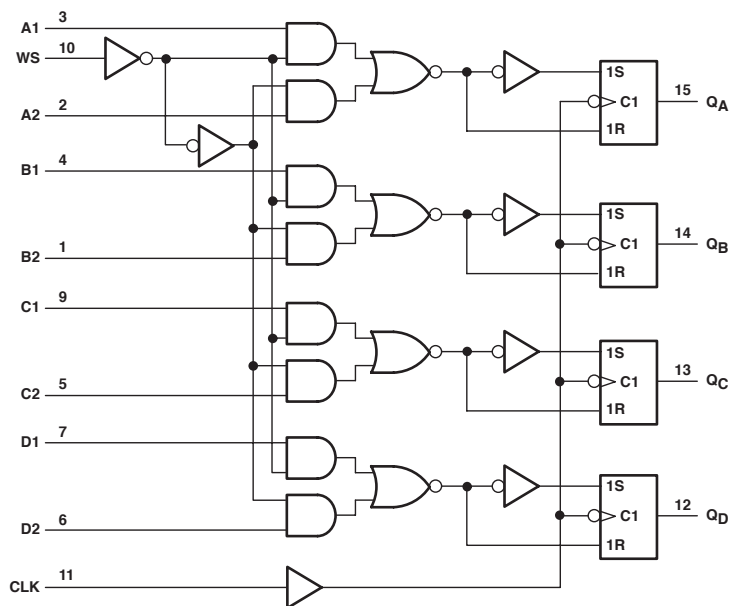 A1 3
WS 10
A2 2
B1 4
B2 1
C1 9
C2 5
D1 7
D2 6
CLK 11
1S
C1
1R
15 QA
1S
C1
1R
14 QB
1S
C1
1R
13 QC
1S
C1
1R
12 QD